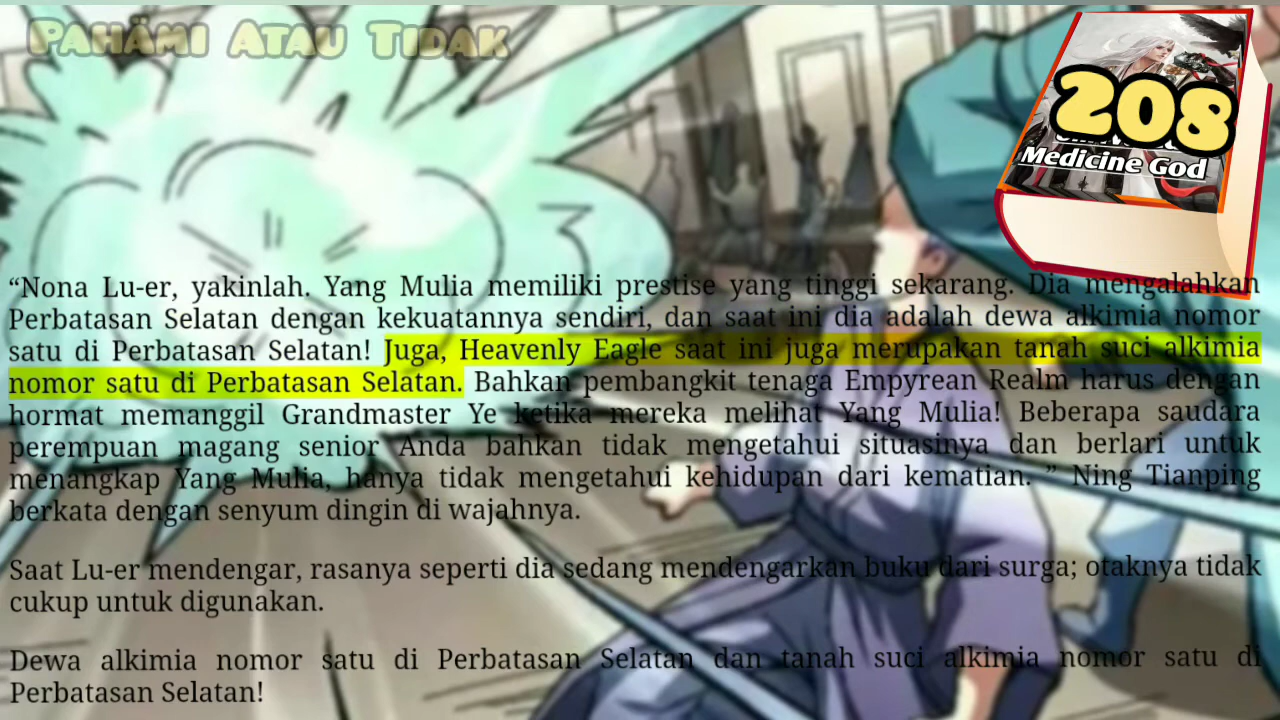 Pahämi Atau Tidak
208
Medicine God
“Nona Lu-er, yakinlah. Yang Mulia memiliki prestise yang tinggi sekarang. Dia mengalahkan
Perbatasan Selatan dengan kekuatannya sendiri, dan saat ini dia adalah dewa alkimia nomor
satu di Perbatasan Selatan! Juga, Heavenly Eagle saat ini juga merupakan tanah suci alkimia
nomor satu di Perbatasan Selatan. Bahkan pembangkit tenaga Empyrean Realm harus dengan
hormat memanggil Grandmaster Ye ketika mereka melihat Yang Mulia! Beberapa saudara
perempuan magang senior Anda bahkan tidak mengetahui situasinya dan berlari untuk
menangkap Yang Mulia, hanya tidak mengetahui kehidupan dari kematian. ” Ning Tianping
berkata dengan senyum dingin di wajahnya.
Saat Lu-er mendengar, rasanya seperti dia sedang mendengarkan buku dari surga; otaknya tidak
cukup untuk digunakan.
Dewa alkimia nomor satu di Perbatasan Selatan dan tanah suci alkimia nomor satu di
Perbatasan Selatan!